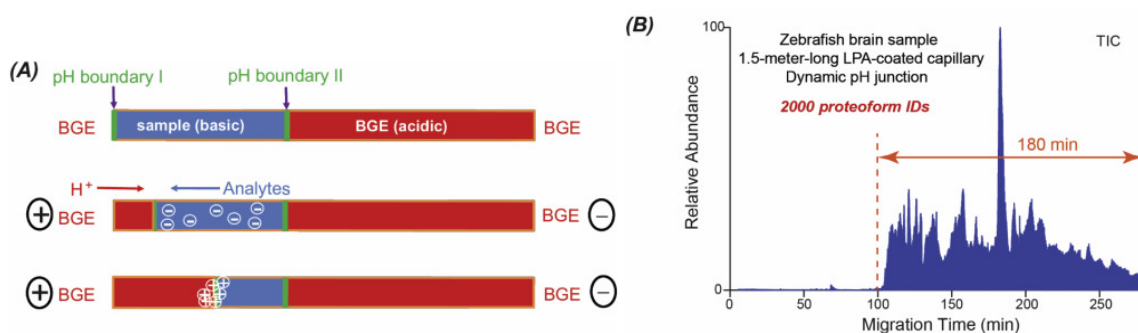 (A)
pH boundary I
pH boundary II
BGE
sample (basic)
BGE (acidic)
BGE
H+
Analytes
+
BGE
− − − − − − − −
BGE
−
+
BGE
BGE
−
(B)
100
TIC
Zebrafish brain sample
1.5-meter-long LPA-coated capillary
Dynamic pH junction
2000 proteoform IDs
180 min
Relative Abundance
0
0 50 100 150 200 250
Migration Time (min)